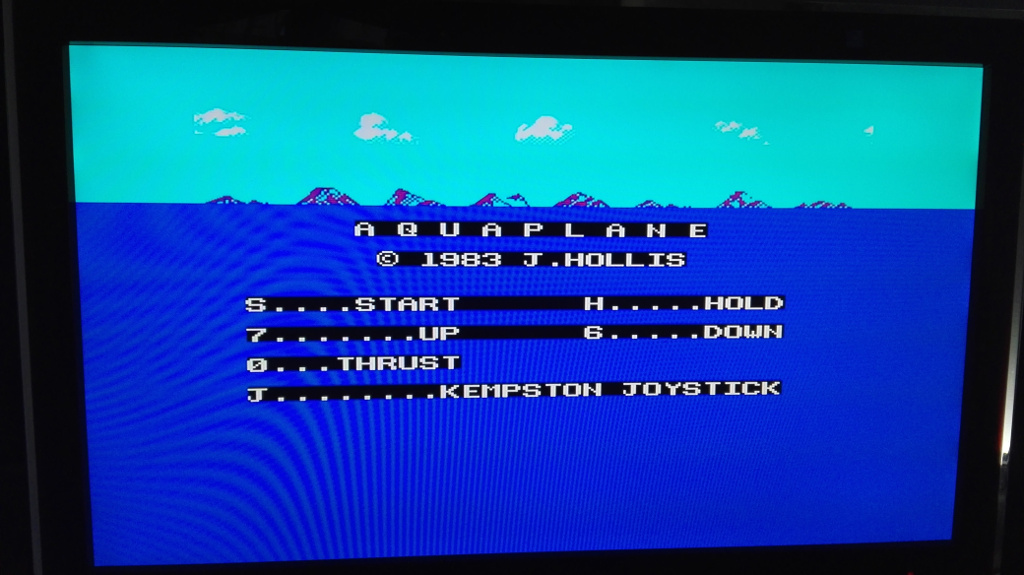 A Q U A P L A N E
© 1983 J.HOLLIS
S....START H.....HOLD
7.......UP 6.....DOWN
0...THRUST
J........KEMPSTON JOYSTICK